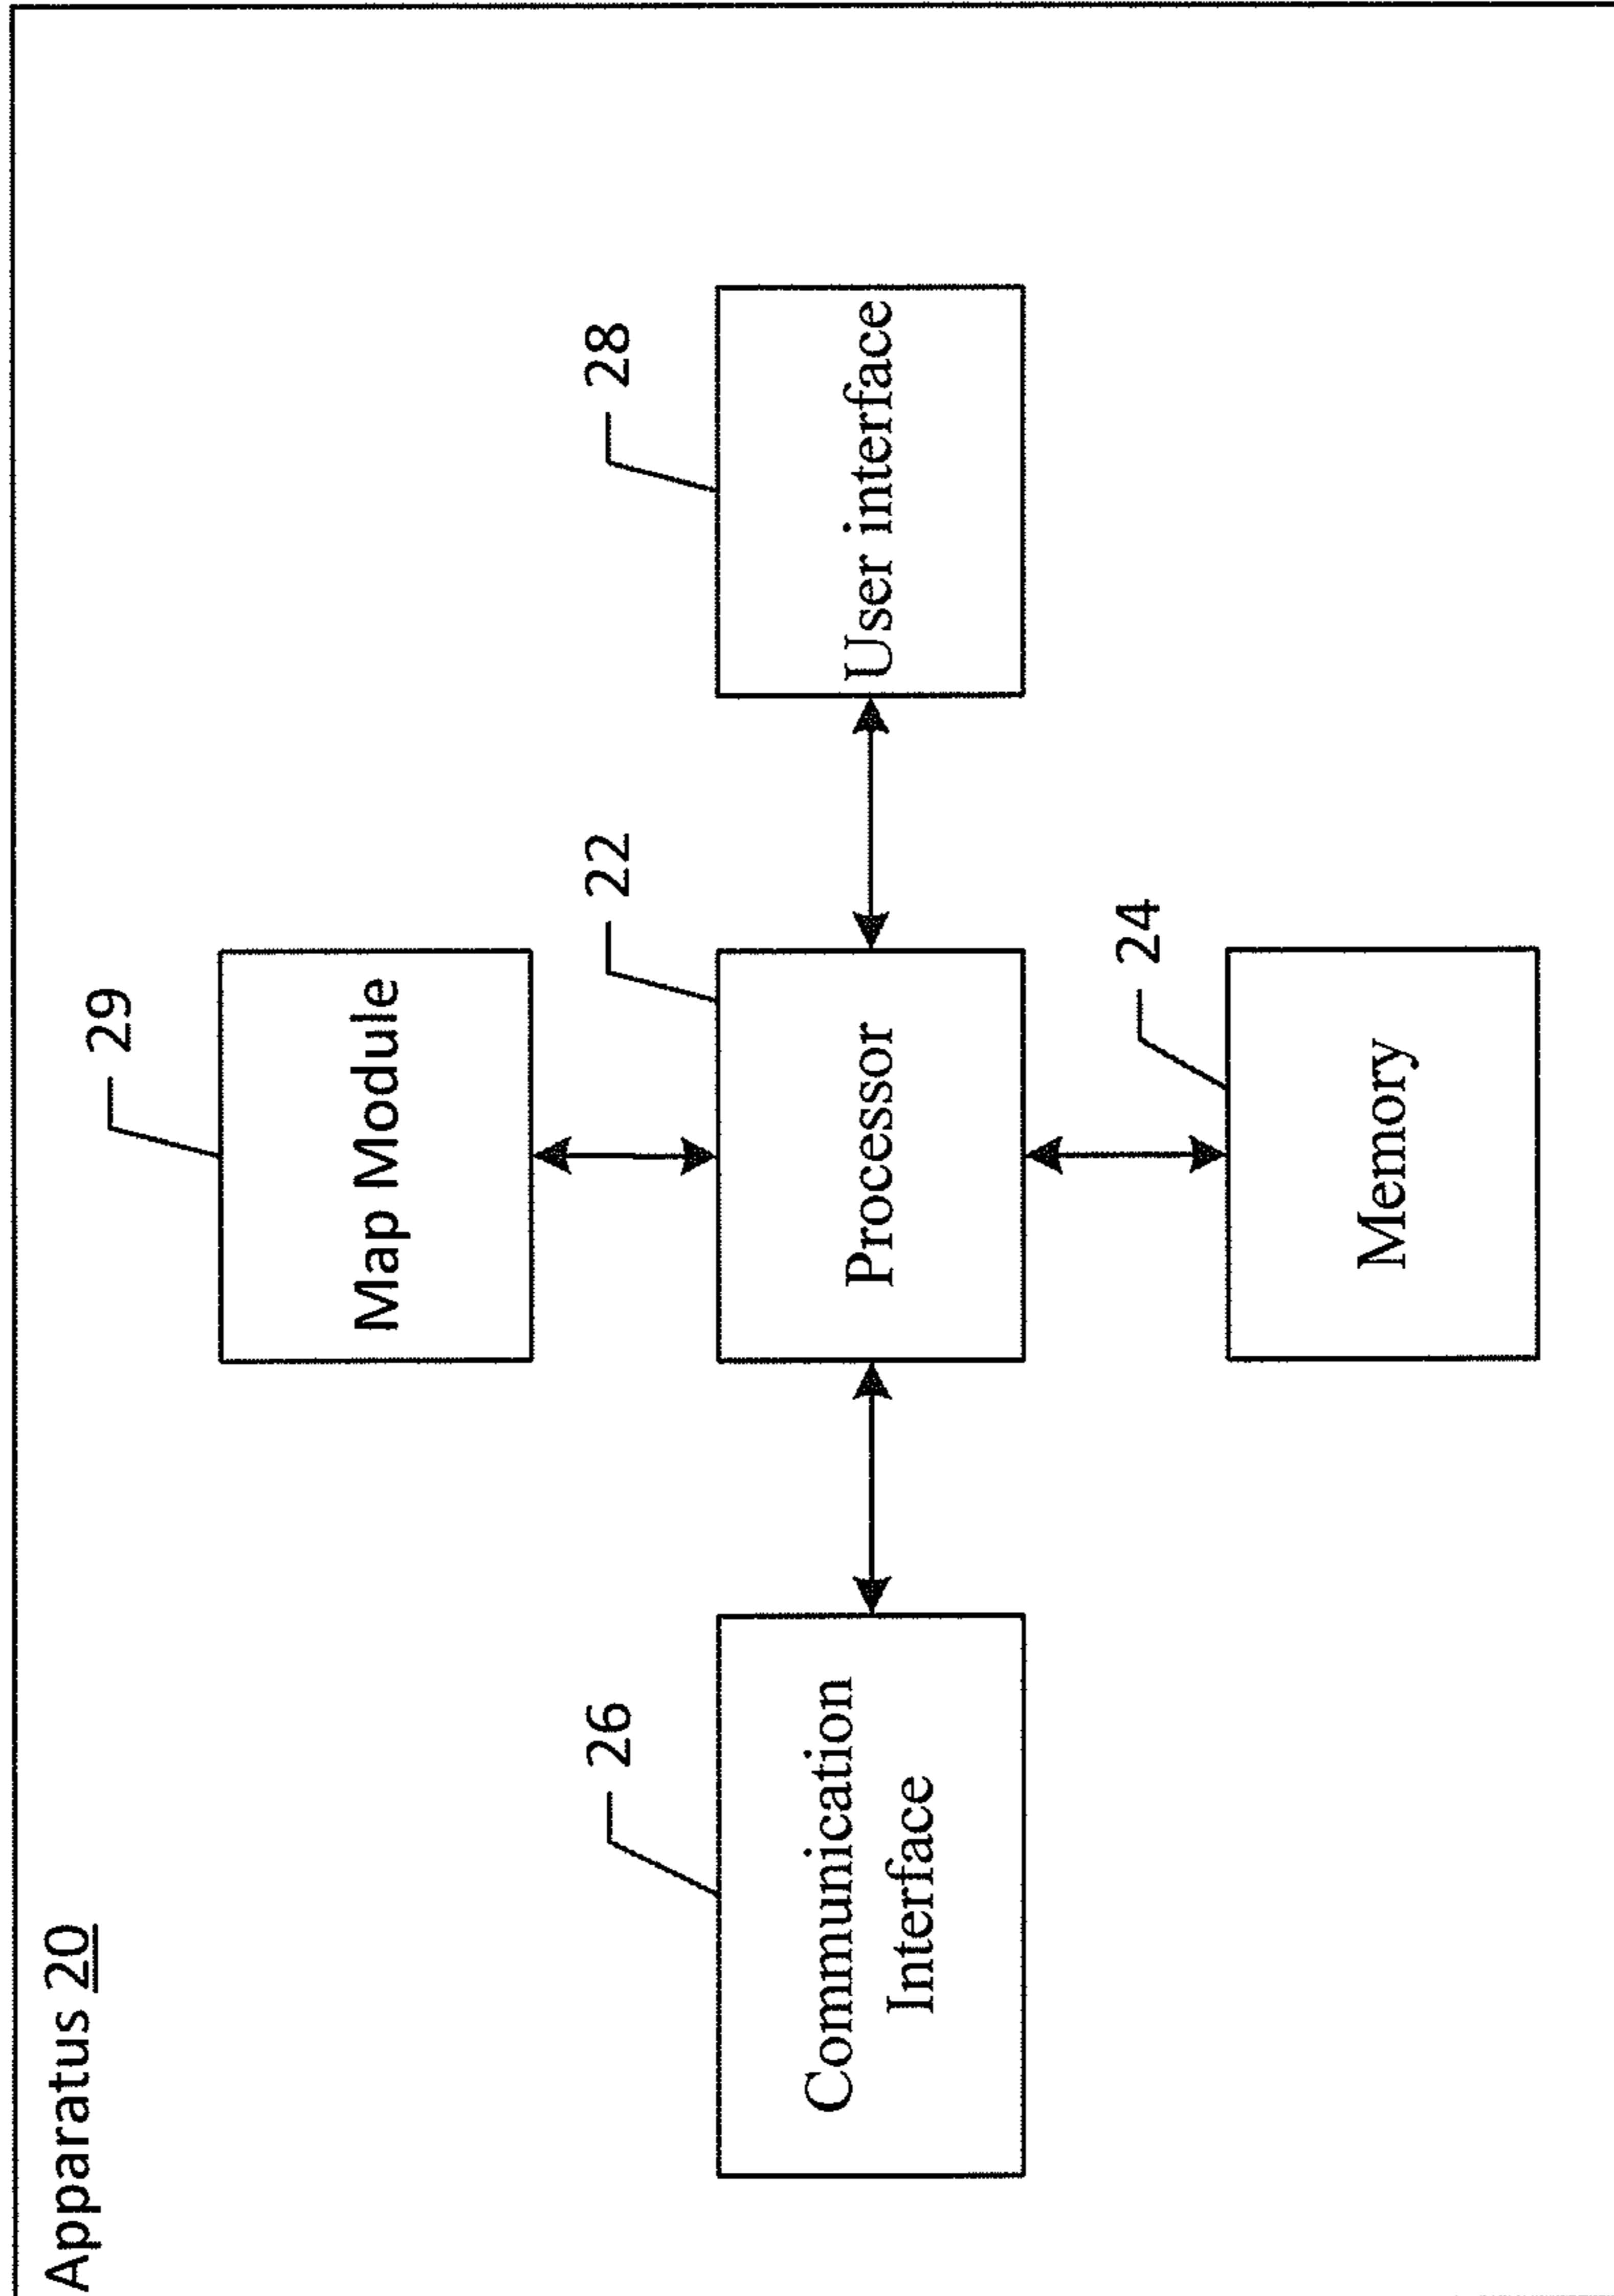 Apparatus 20
29
Map Module
26
Communication
Interface
22
Processor
28
User interface
24
Memory